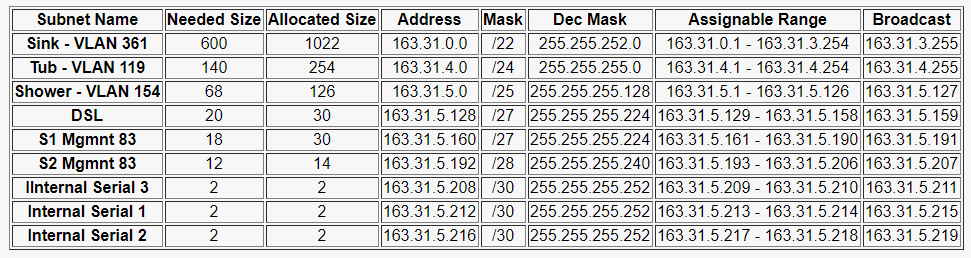 Subnet Name Needed Size Allocated Size Address Mask Dec Mask Assignable Range Broadcast
Sink - VLAN 361 600 1022 163.31.0.0 /22 255.255.252.0 163.31.0.1 - 163.31.3.254 163.31.3.255
Tub - VLAN 119 140 254 163.31.4.0 /24 255.255.255.0 163.31.4.1 - 163.31.4.254 163.31.4.255
Shower - VLAN 154 68 126 163.31.5.0 /25 255.255.255.128 163.31.5.1 - 163.31.5.126 163.31.5.127
DSL 20 30 163.31.5.128 /27 255.255.255.224 163.31.5.129 - 163.31.5.158 163.31.5.159
S1 Mgmnt 83 18 30 163.31.5.160 /27 255.255.255.224 163.31.5.161 - 163.31.5.190 163.31.5.191
S2 Mgmnt 83 12 14 163.31.5.192 /28 255.255.255.240 163.31.5.193 - 163.31.5.206 163.31.5.207
IInternal Serial 3 2 2 163.31.5.208 /30 255.255.255.252 163.31.5.209 - 163.31.5.210 163.31.5.211
Internal Serial 1 2 2 163.31.5.212 /30 255.255.255.252 163.31.5.213 - 163.31.5.214 163.31.5.215
Internal Serial 2 2 2 163.31.5.216 /30 255.255.255.252 163.31.5.217 - 163.31.5.218 163.31.5.219